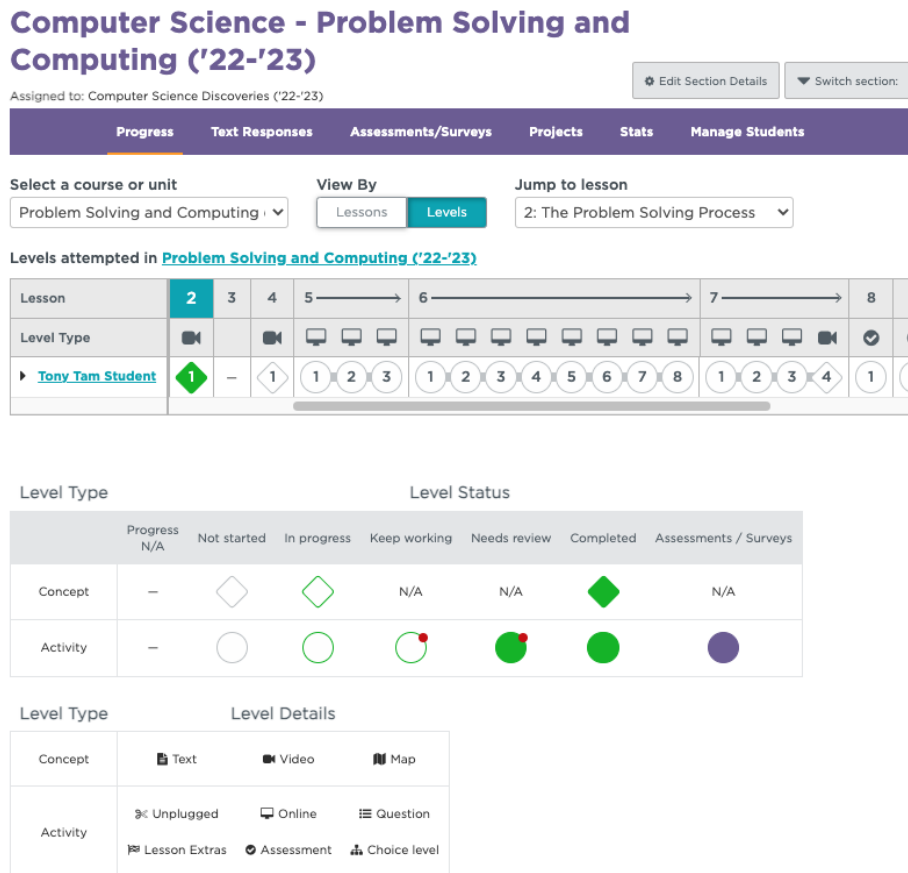 Computer Science - Problem Solving and
Computing ('22-'23)
Assigned to: Computer Science Discoveries ('22-'23)
Edit Section Details
Switch section:
Progress Text Responses Assessments/Surveys Projects Stats Manage Students
Select a course or unit View By Jump to lesson
Problem Solving and Computing Lessons Levels 2: The Problem Solving Process
Levels attempted in Problem Solving and Computing ('22-'23)
Lesson 2 3 4 5 6 7 8
Level Type
Tony Tam Student 1 – 1 1 2 3 1 2 3 4 5 6 7 8 1 2 3 4 1
Level Type Level Status
Progress N/A Not started In progress Keep working Needs review Completed Assessments / Surveys
Concept – N/A N/A N/A
Activity –
Level Type Level Details
Concept Text Video Map
Unplugged Online Question
Activity
Lesson Extras Assessment Choice level